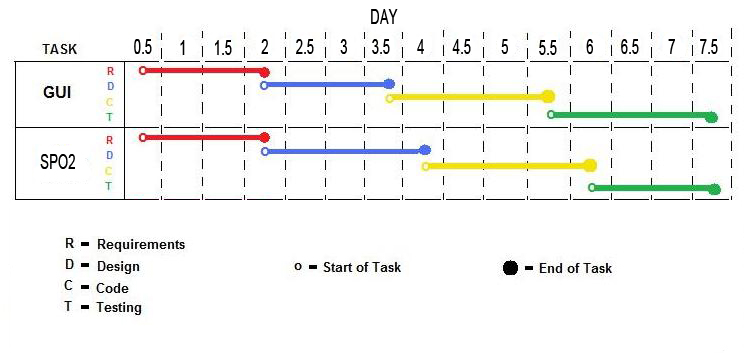 DAY
TASK 0.5 1 1.5 2 2.5 3 3.5 4 4.5 5 5.5 6 6.5 7 7.5
R
D
GUI
C
T
R
D
SPO2
C
T
R = Requirements
D = Design
o = Start of Task
= End of Task
C = Code
T = Testing